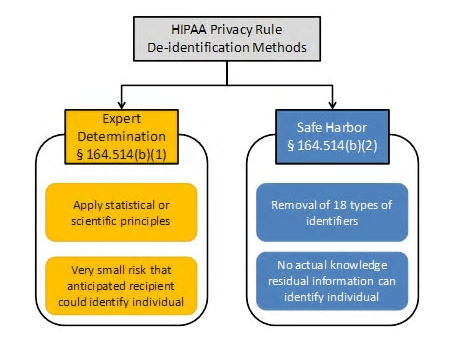 HIPAA Privacy Rule
De-identification Methods
Expert
Determination
§ 164.514(b)(1)
Apply statistical or
scientific principles
Very small risk that
anticipated recipient
could identify individual
Safe Harbor
§ 164.514(b)(2)
Removal of 18 types of
identifiers
No actual knowledge
residual information can
identify individual